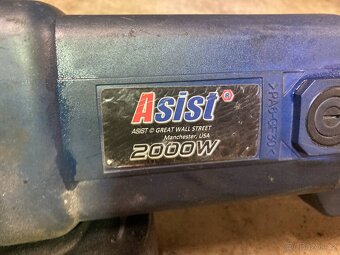 Asist
ASIST © GREAT WALL STREET
Manchester, USA
2000W